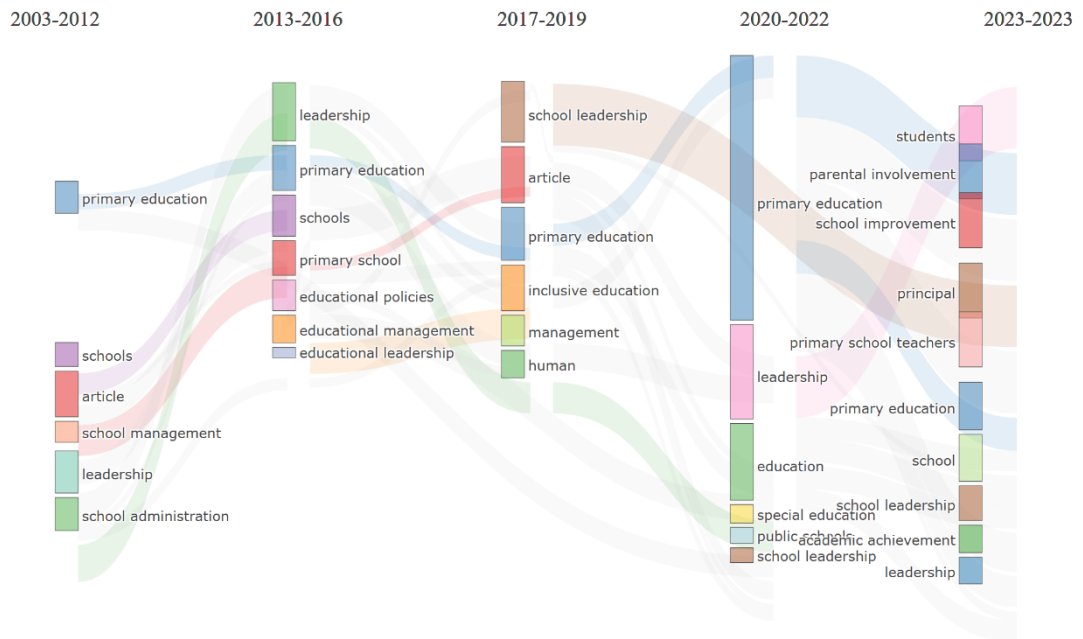 2003-2012
2013-2016
2017-2019
2020-2022
2023-2023
primary education
schools
article
school management
leadership
school administration
leadership
primary education
schools
primary school
educational policies
educational management
educational leadership
school leadership
article
primary education
inclusive education
management
human
primary education
leadership
education
special education
public schools
school leadership
students
parental involvement
school improvement
principal
primary school teachers
primary education
school
school leadership
academic achievement
leadership